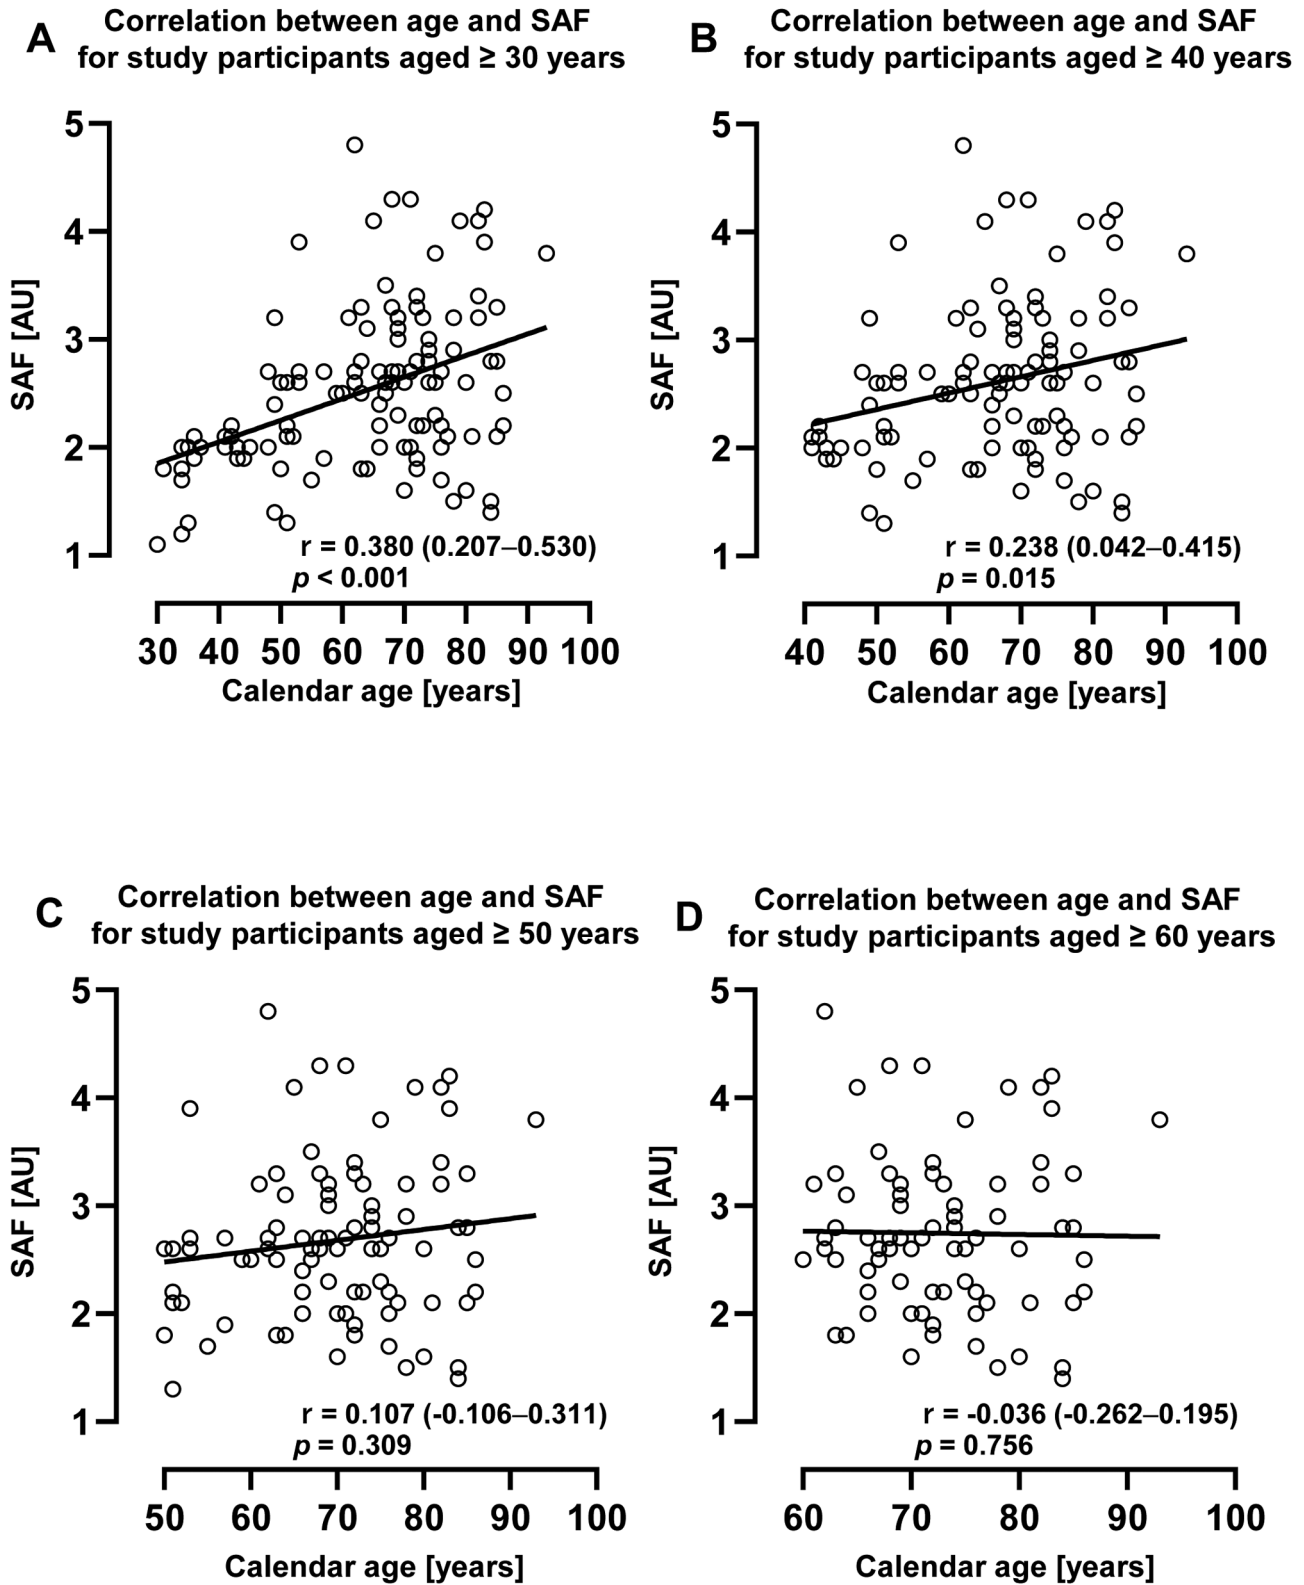 A
Correlation between age and SAF
for study participants aged ≥ 30 years
5
4
3
2
1
SAF [AU]
r = 0.380 (0.207–0.530)
p < 0.001
30 40 50 60 70 80 90 100
Calendar age [years]
B
Correlation between age and SAF
for study participants aged ≥ 40 years
5
4
3
2
1
SAF [AU]
r = 0.238 (0.042–0.415)
p = 0.015
40 50 60 70 80 90 100
Calendar age [years]
C
Correlation between age and SAF
for study participants aged ≥ 50 years
5
4
3
2
1
SAF [AU]
r = 0.107 (-0.106–0.311)
p = 0.309
50 60 70 80 90 100
Calendar age [years]
D
Correlation between age and SAF
for study participants aged ≥ 60 years
5
4
3
2
1
SAF [AU]
r = -0.036 (-0.262–0.195)
p = 0.756
60 70 80 90 100
Calendar age [years]